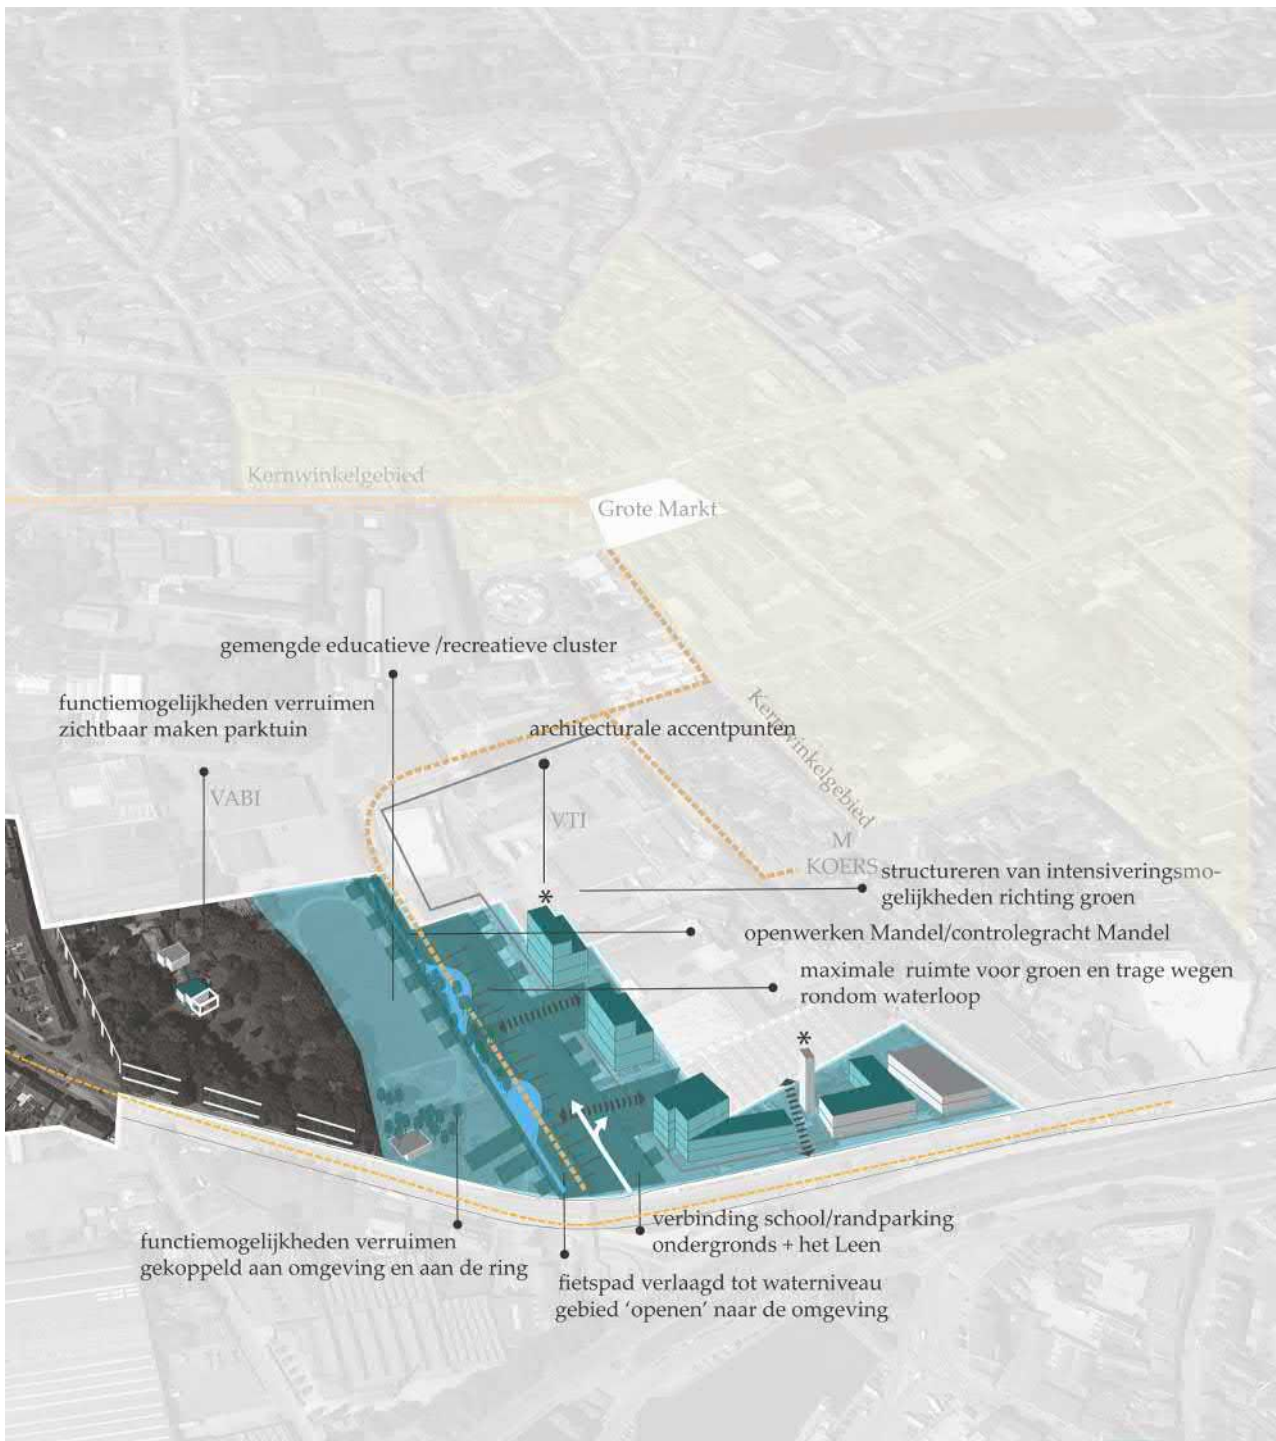 Kernwinkelgebied
Grote Markt
gemengde educatieve /recreatieve cluster
functiemogelijkheden verruimen
zichtbaar maken parktuin
architecturale accentpunten
Kernwinkelgebied
VABI
VTI
M
KOERS
structureren van intensiveringsmo-
gelijkheden richting groen
*
openwerken Mandel/controlegracht Mandel
maximale ruimte voor groen en trage wegen
rondom waterloop
*
verbinding school/randparking
ondergronds + het Leen
functiemogelijkheden verruimen
gekoppeld aan omgeving en aan de ring
fietspad verlaagd tot waterniveau
gebied ‘openen’ naar de omgeving